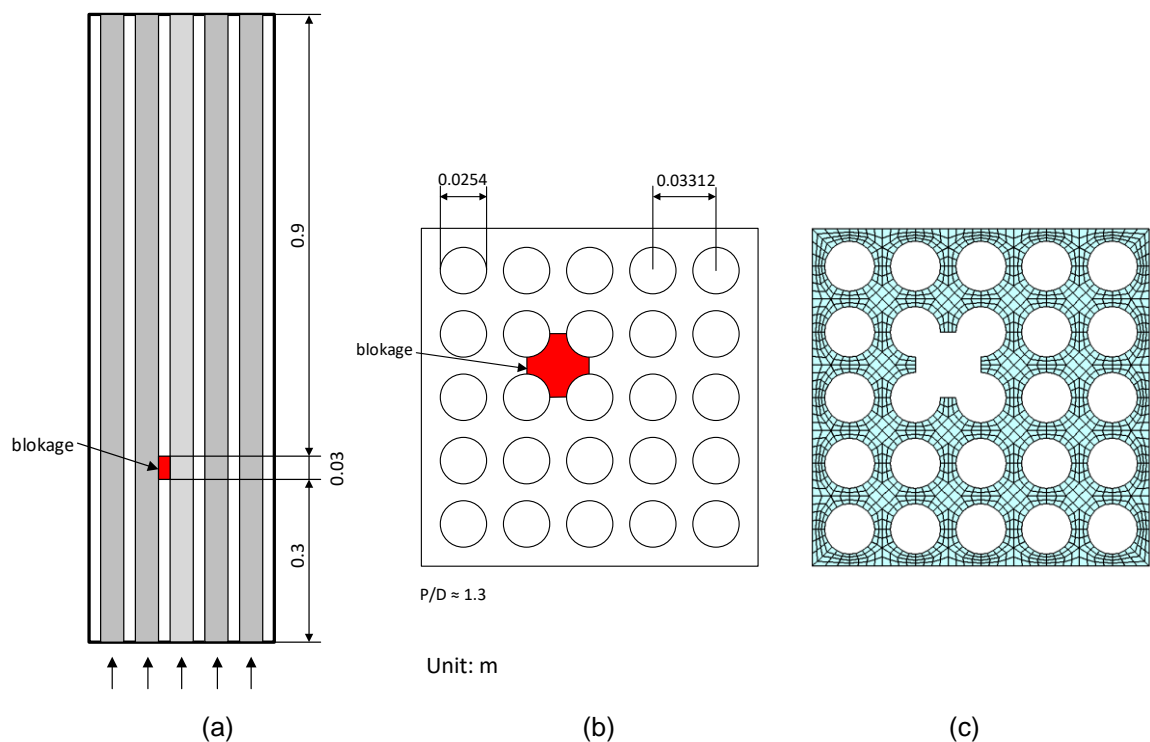 0.9
0.03
0.3
blokage
(a)
0.0254
0.03312
blokage
P/D ≈ 1.3
Unit: m
(b)
(c)